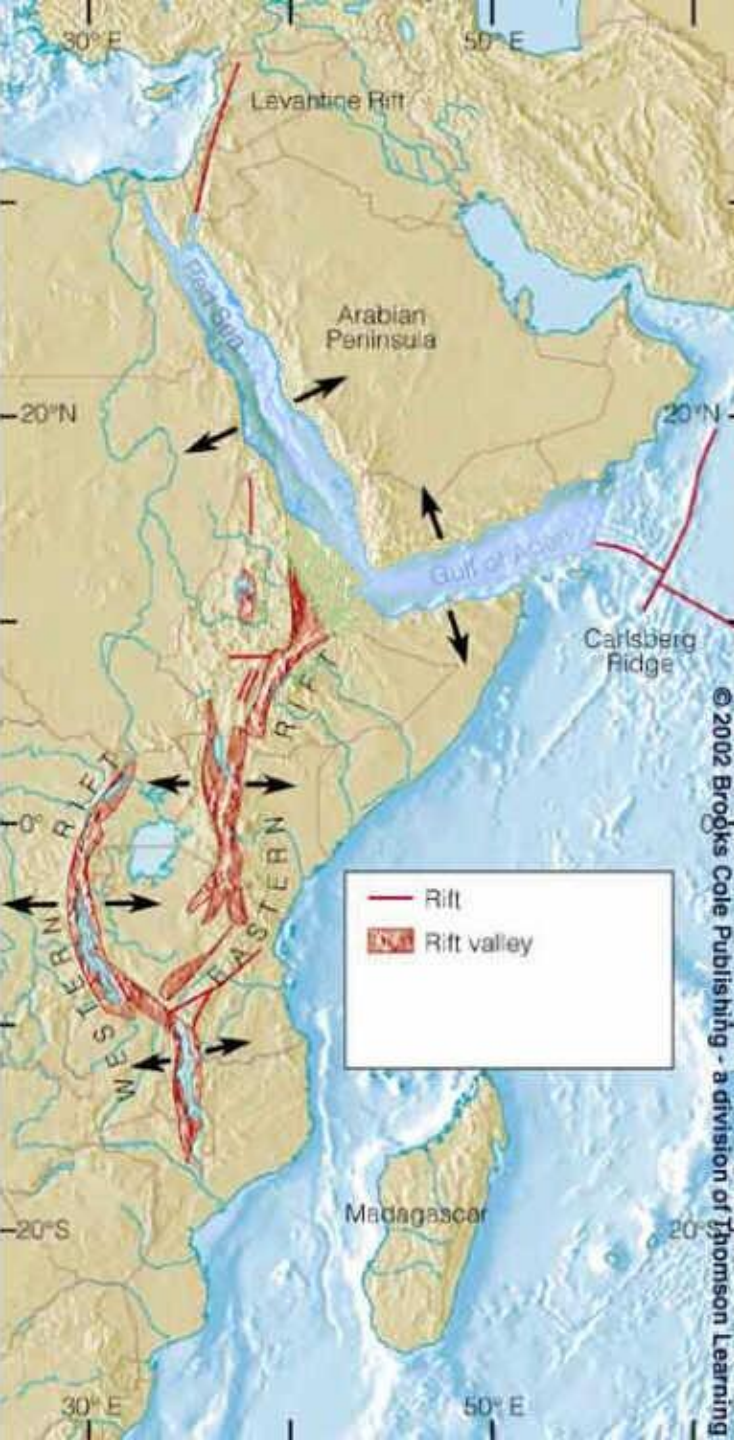 30° E
50° E
Levantine Rift
Red Sea
Arabian
Peninsula
20°N
20°N
Gulf of Aden
Carlsberg
Ridge
EASTERN RIFT
WESTERN RIFT
0°
0°
Rift
Rift valley
Madagascar
20°S
20°S
30° E
50° E
© 2002 Brooks Cole Publishing - a division of Thomson Learning